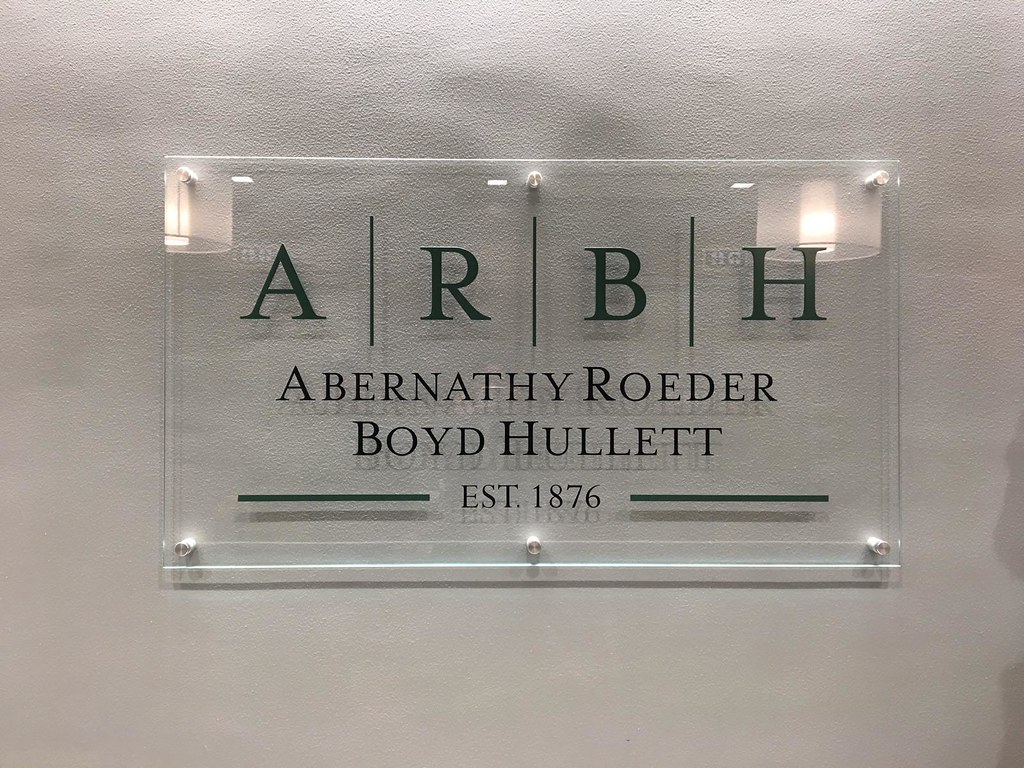 A | R | B | H
ABERNATHY ROEDER
BOYD HULLETT
EST. 1876